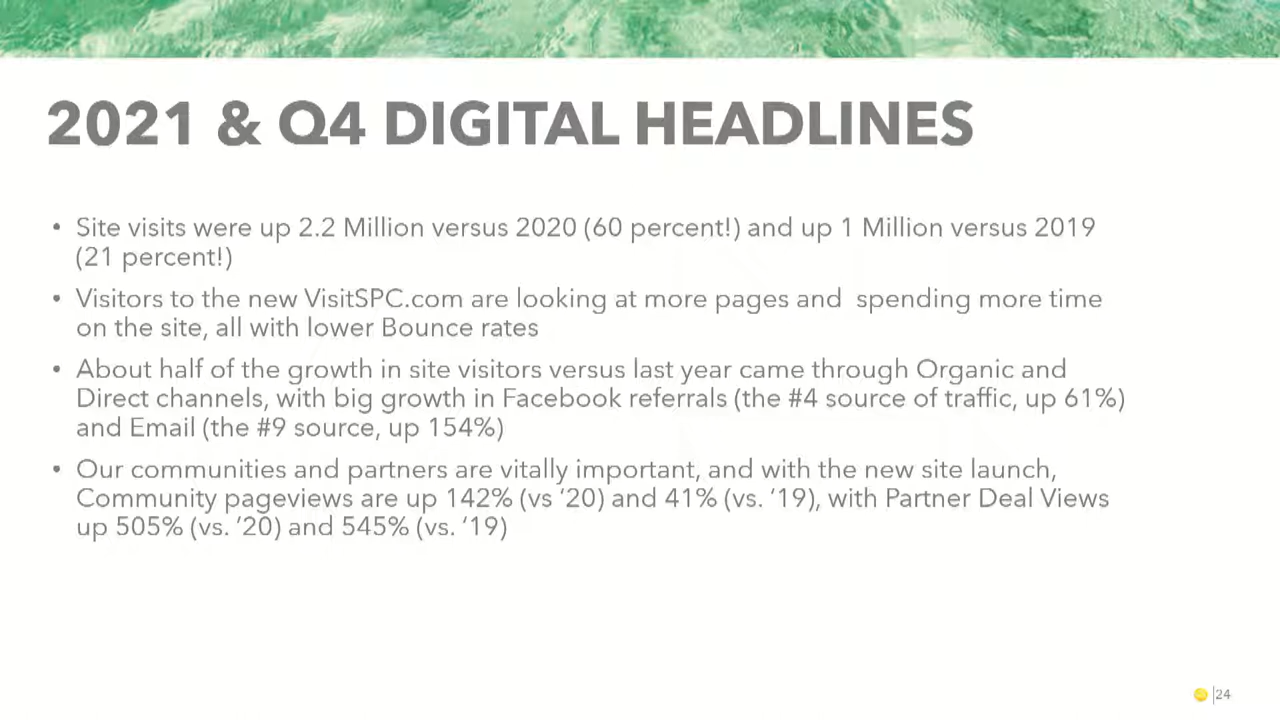 2021 & Q4 DIGITAL HEADLINES
• Site visits were up 2.2 Million versus 2020 (60 percent!) and up 1 Million versus 2019
(21 percent!)
• Visitors to the new VisitSPC.com are looking at more pages and  spending more time
on the site, all with lower Bounce rates
• About half of the growth in site visitors versus last year came through Organic and
Direct channels, with big growth in Facebook referrals (the #4 source of traffic, up 61%)
and Email (the #9 source, up 154%)
• Our communities and partners are vitally important, and with the new site launch,
Community pageviews are up 142% (vs ‘20) and 41% (vs. ‘19), with Partner Deal Views
up 505% (vs. ‘20) and 545% (vs. ‘19)
24